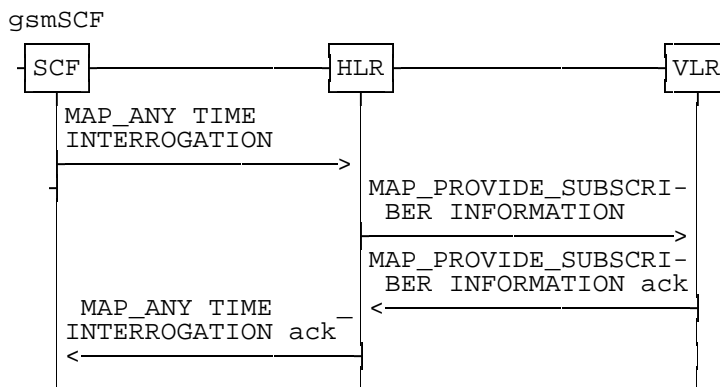 gsmSCF
SCF HLR VLR
MAP_ANY TIME
INTERROGATION
MAP_PROVIDE_SUBSCRI-
BER INFORMATION
MAP_PROVIDE_SUBSCRI-
BER INFORMATION ack
MAP_ANY TIME _
INTERROGATION ack